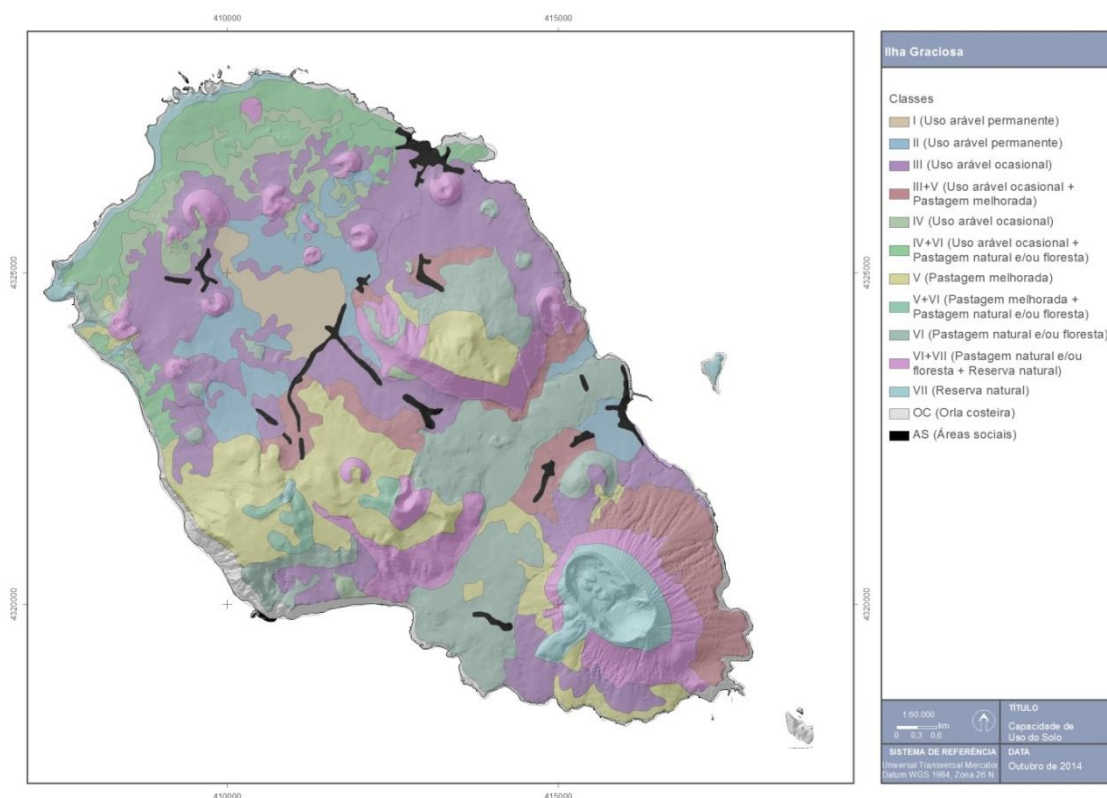 410000
415000
4325000
4325000
4320000
4320000
410000
415000
Ilha Graciosa
Classes
I (Uso arável permanente)
II (Uso arável permanente)
III (Uso arável ocasional)
III+V (Uso arável ocasional +
Pastagem melhorada)
IV (Uso arável ocasional)
IV+VI (Uso arável ocasional +
Pastagem natural e/ou floresta)
V (Pastagem melhorada)
V+VI (Pastagem melhorada +
Pastagem natural e/ou floresta)
VI (Pastagem natural e/ou floresta)
VI+VII (Pastagem natural e/ou
floresta + Reserva natural)
VII (Reserva natural)
OC (Orla costeira)
AS (Áreas sociais)
1:60.000
km
0 0,3 0,6
TÍTULO
Capacidade de
Uso do Solo
SISTEMA DE REFERÊNCIA
Universal Transversal Mercator
Datum WGS 1984, Zona 26 N
DATA
Outubro de 2014